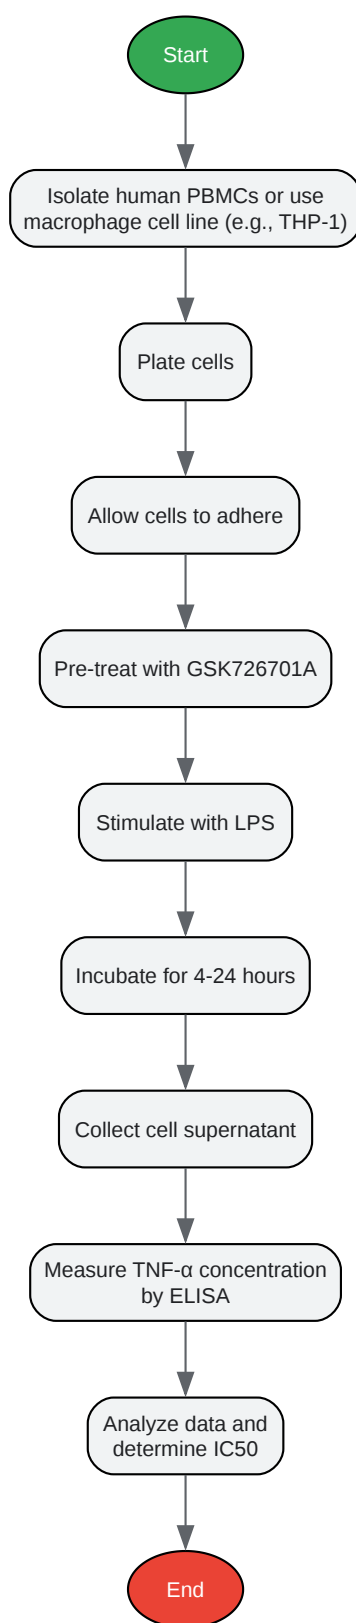 Start
Isolate human PBMCs or use
macrophage cell line (e.g., THP-1)
Plate cells
Allow cells to adhere
Pre-treat with GSK726701A
Stimulate with LPS
Incubate for 4-24 hours
Collect cell supernatant
Measure TNF-α concentration
by ELISA
Analyze data and
determine IC50
End